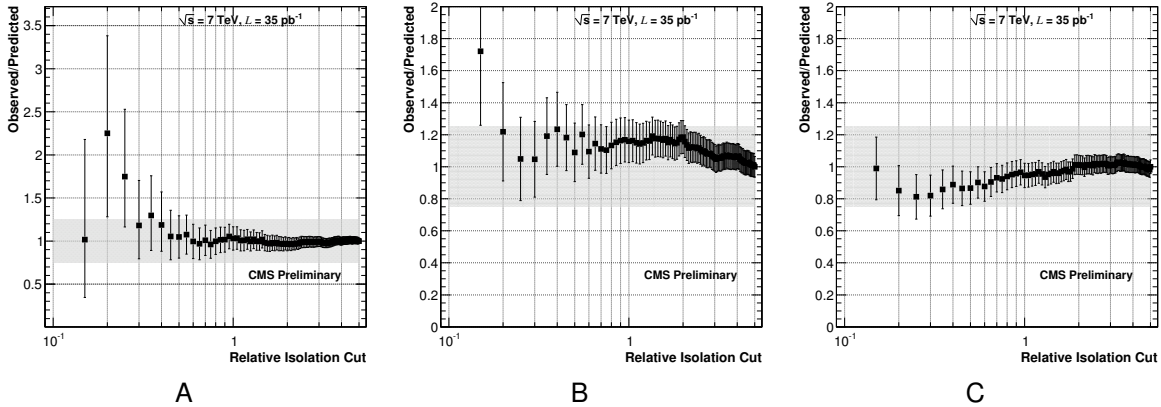 √s = 7 TeV, L = 35 pb⁻¹
Observed/Predicted
3.5
3
2.5
2
1.5
1
0.5
CMS Preliminary
10⁻¹
1
Relative Isolation Cut
A
√s = 7 TeV, L = 35 pb⁻¹
Observed/Predicted
2
1.8
1.6
1.4
1.2
1
0.8
0.6
0.4
0.2
0
CMS Preliminary
10⁻¹
1
Relative Isolation Cut
B
√s = 7 TeV, L = 35 pb⁻¹
Observed/Predicted
2
1.8
1.6
1.4
1.2
1
0.8
0.6
0.4
0.2
0
CMS Preliminary
10⁻¹
1
Relative Isolation Cut
C